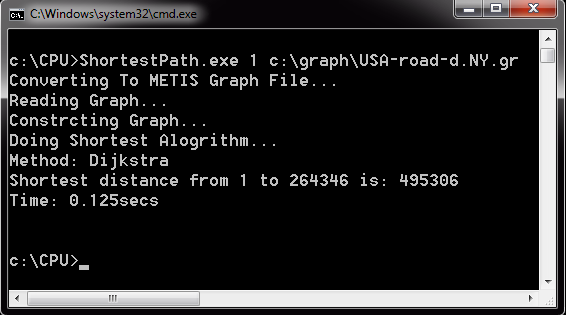 C:\Windows\system32\cmd.exe
c:\CPU>ShortestPath.exe 1 c:\graph\USA-road-d.NY.gr
Converting To METIS Graph File...
Reading Graph...
Constrcting Graph...
Doing Shortest Alogrithm...
Method: Dijkstra
Shortest distance from 1 to 264346 is: 495306
Time: 0.125secs
c:\CPU>_